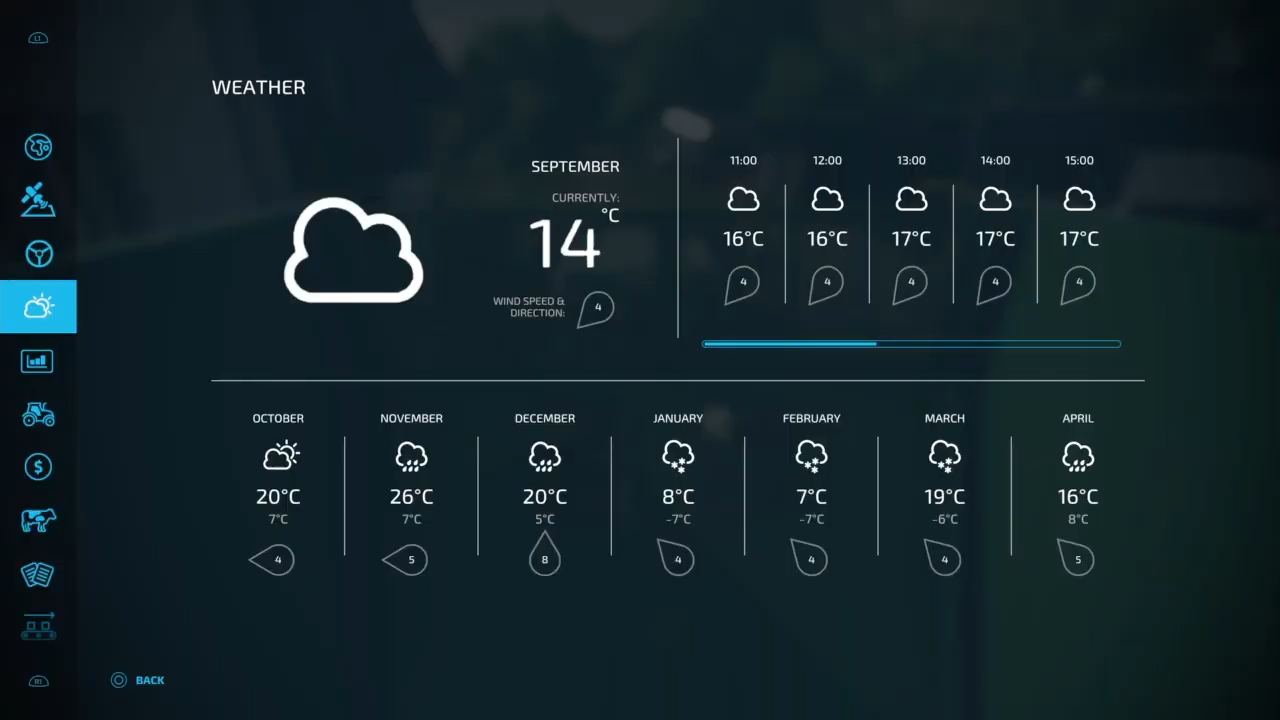 L1
WEATHER
SEPTEMBER
CURRENTLY:
14 °C
WIND SPEED &
DIRECTION:
4
11:00 12:00 13:00 14:00 15:00
16°C 16°C 17°C 17°C 17°C
4 4 4 4 4
OCTOBER NOVEMBER DECEMBER JANUARY FEBRUARY MARCH APRIL
20°C 26°C 20°C 8°C 7°C 19°C 16°C
7°C 7°C 5°C -7°C -7°C -6°C 8°C
4 5 8 4 4 4 5
$
R1
BACK